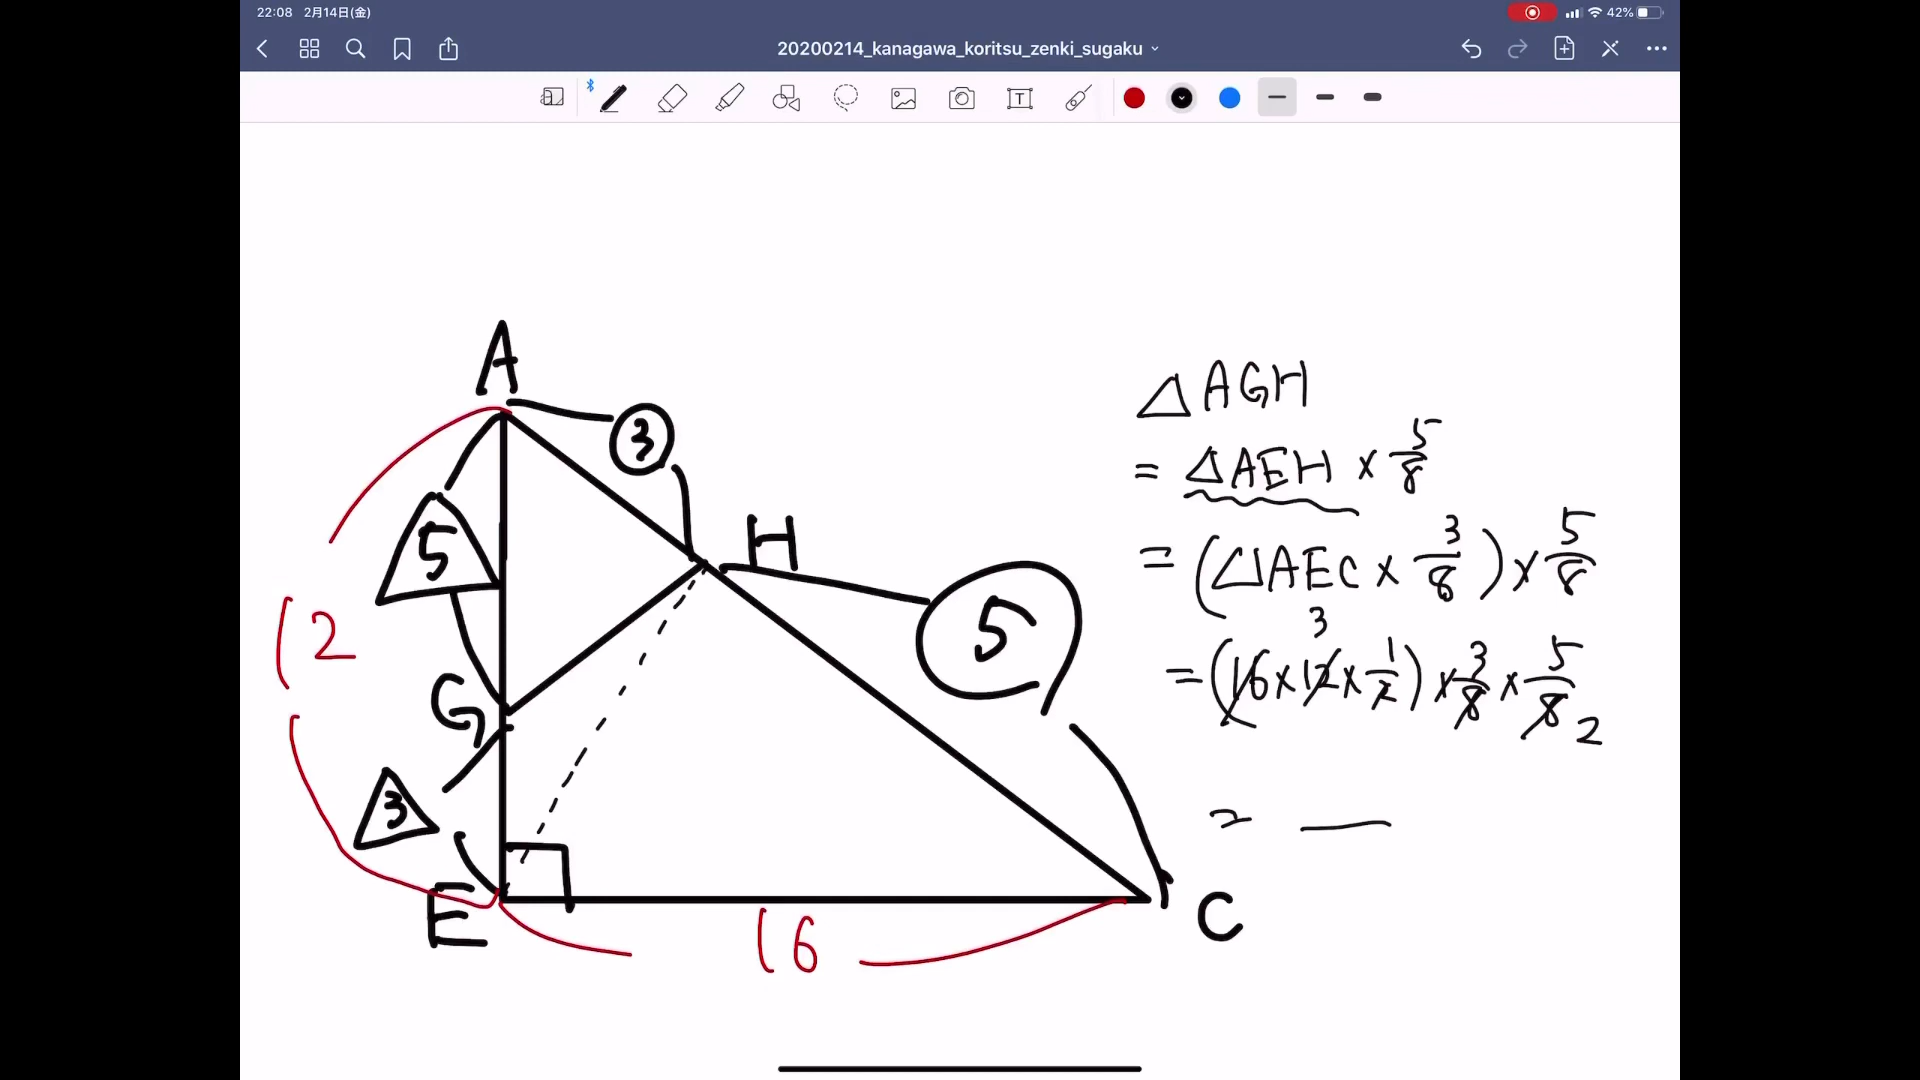 22:08 2月14日(金)
42%
20200214_kanagawa_koritsu_zenki_sugaku
T
A
3
H
5
5
12
G
3
E
16
C
△AGH
= △AEH × 5/8
= (△AEC × 3/8) × 5/8
3
= (16 × 12 × 1/2) × 3/8 × 5/8
2
=